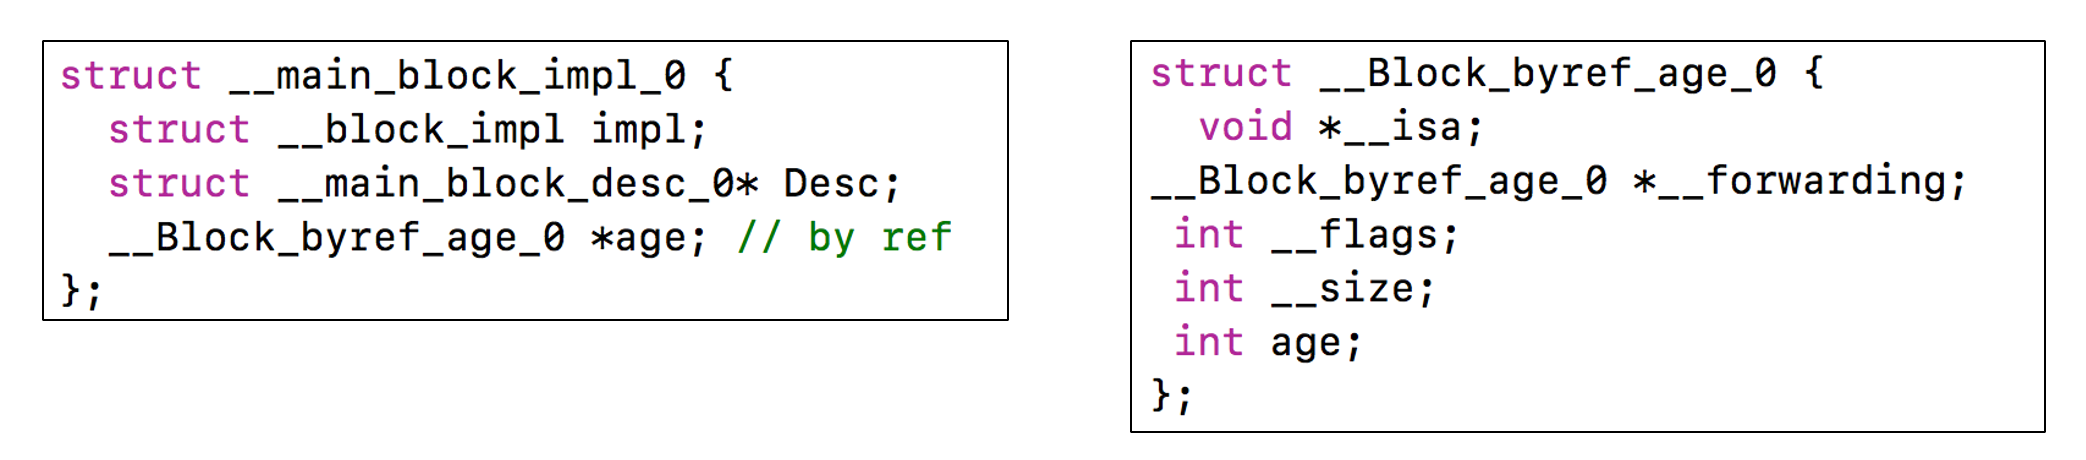 struct __main_block_impl_0 {
  struct __block_impl impl;
  struct __main_block_desc_0* Desc;
  __Block_byref_age_0 *age; // by ref
};
struct __Block_byref_age_0 {
  void *__isa;
__Block_byref_age_0 *__forwarding;
 int __flags;
 int __size;
 int age;
};